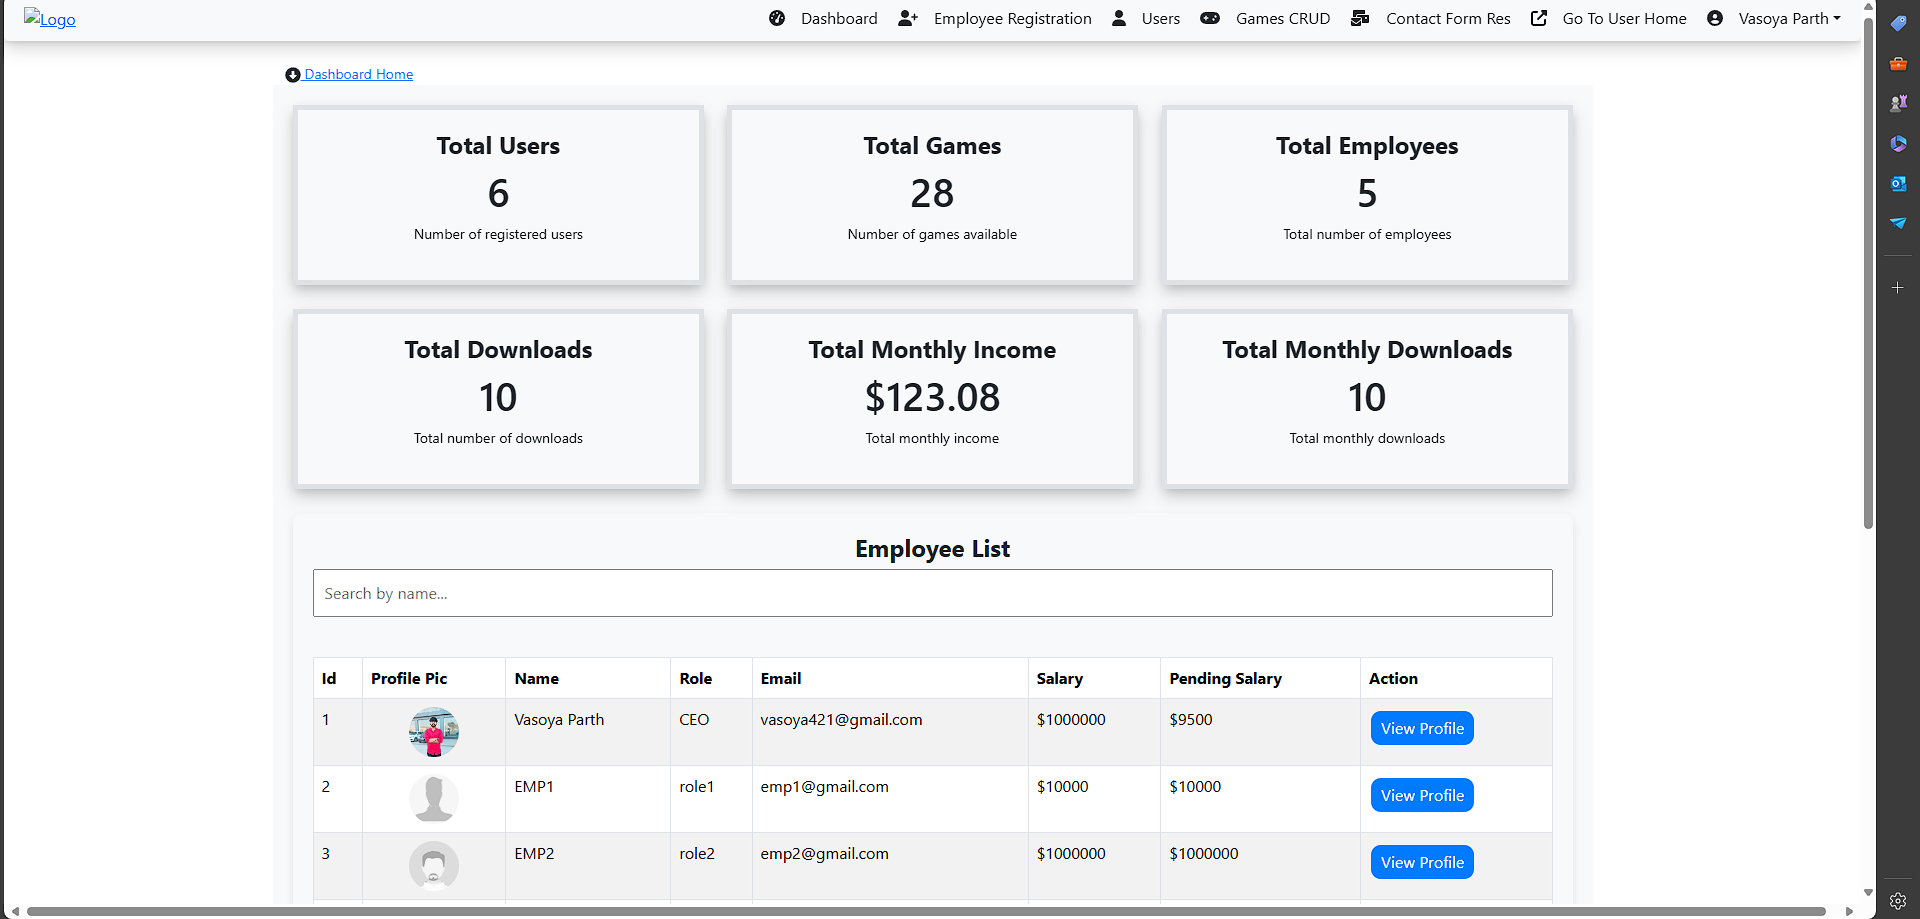 Logo
Dashboard
Employee Registration
Users
Games CRUD
Contact Form Res
Go To User Home
Vasoya Parth
Dashboard Home
Total Users
6
Number of registered users
Total Games
28
Number of games available
Total Employees
5
Total number of employees
Total Downloads
10
Total number of downloads
Total Monthly Income
$123.08
Total monthly income
Total Monthly Downloads
10
Total monthly downloads
Employee List
Search by name...
Id Profile Pic Name Role Email Salary Pending Salary Action
1 Vasoya Parth CEO vasoya421@gmail.com $1000000 $9500 View Profile
2 EMP1 role1 emp1@gmail.com $10000 $10000 View Profile
3 EMP2 role2 emp2@gmail.com $1000000 $1000000 View Profile